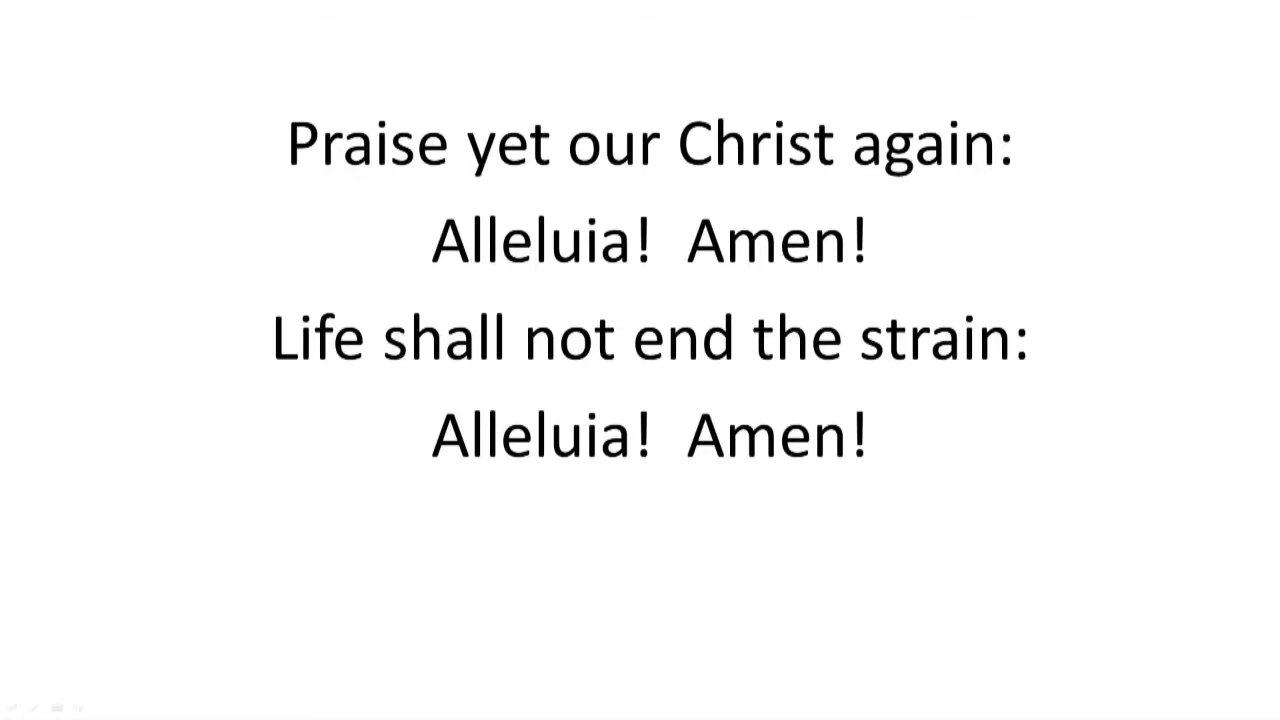 Praise yet our Christ again:
Alleluia!  Amen!
Life shall not end the strain:
Alleluia!  Amen!